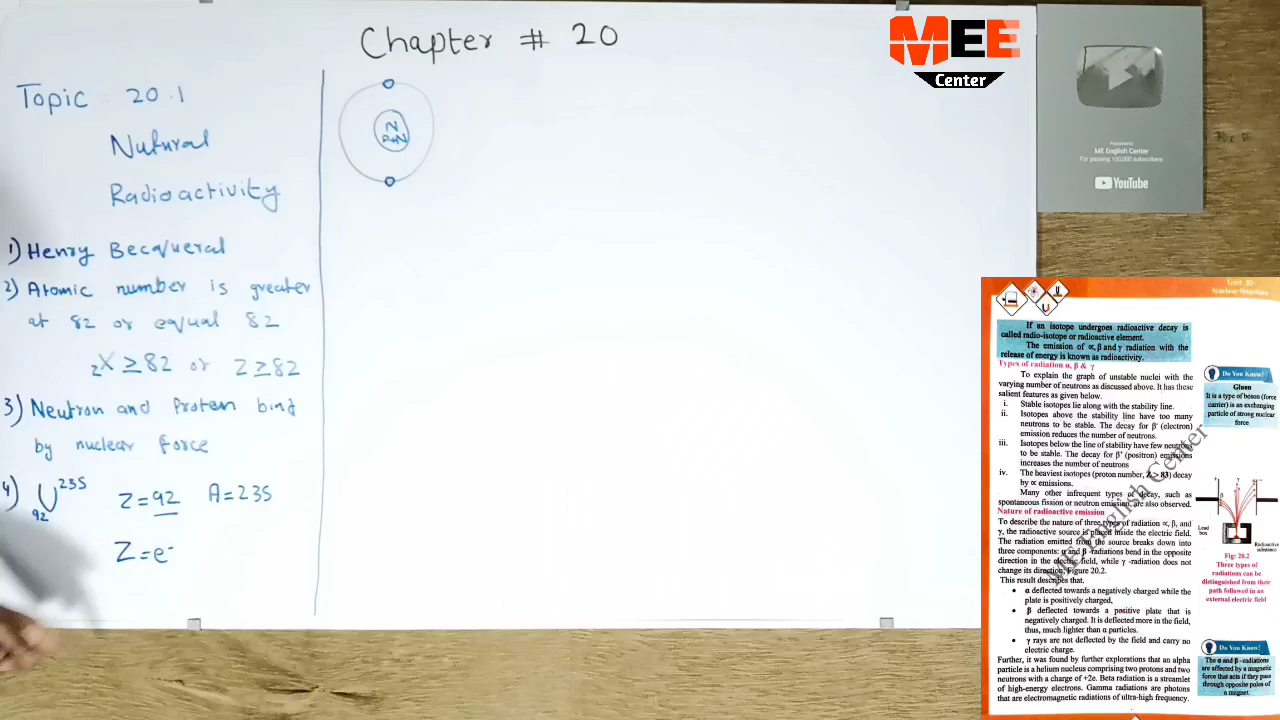 Chapter # 20
MEE
Center
Topic 20.1
Nutural
Radioactivity
1) Henry Becqueral
2) Atomic number is greater
at 82 or equal 82
zX ≥ 82 or Z ≥ 82
3) Neutron and Proten bind
by nuclear force
4) 92U235 Z = 92 A = 235
Z = e-
N
P+N
Presented to
ME English Center
For passing 100,000 subscribers
YouTube
Unit 20
Nuclear Structure
If an isotope undergoes radioactive decay is
called radio-isotope or radioactive element.
The emission of α, β and γ radiation with the
release of energy is known as radioactivity.
Types of radiation α, β & γ
To explain the graph of unstable nuclei with the
varying number of neutrons as discussed above. It has these
salient features as given below.
i. Stable isotopes lie along with the stability line.
ii. Isotopes above the stability line have too many
neutrons to be stable. The decay for β- (electron)
emission reduces the number of neutrons.
iii. Isotopes below the line of stability have few neutrons
to be stable. The decay for β+ (positron) emissions
increases the number of neutrons
iv. The heaviest isotopes (proton number, Z > 83) decay
by α emissions.
Many other infrequent types of decay, such as
spontaneous fission or neutron emission, are also observed.
Nature of radioactive emission
To describe the nature of three types of radiation α, β, and
γ, the radioactive source is placed inside the electric field.
The radiation emitted from the source breaks down into
three components: α and β -radiations bend in the opposite
direction in the electric field, while γ -radiation does not
change its direction, Figure 20.2.
This result describes that.
• α deflected towards a negatively charged while the
plate is positively charged,
• β deflected towards a positive plate that is
negatively charged. It is deflected more in the field,
thus, much lighter than α particles.
• γ rays are not deflected by the field and carry no
electric charge.
Further, it was found by further explorations that an alpha
particle is a helium nucleus comprising two protons and two
neutrons with a charge of +2e. Beta radiation is a streamlet
of high-energy electrons. Gamma radiations are photons
that are electromagnetic radiations of ultra-high frequency.
Me English Center
Do You Know!
Gluon
It is a type of boson (force
carrier) is an exchanging
particle of strong nuclear
force
Lead
box
Radioactive
substance
Fig: 20.2
Three types of
radiations can be
distinguished from their
path followed in an
external electric field
Do You Know!
The α and β -radiations
are affected by a magnetic
force that acts if they pass
through opposite poles of
a magnet.